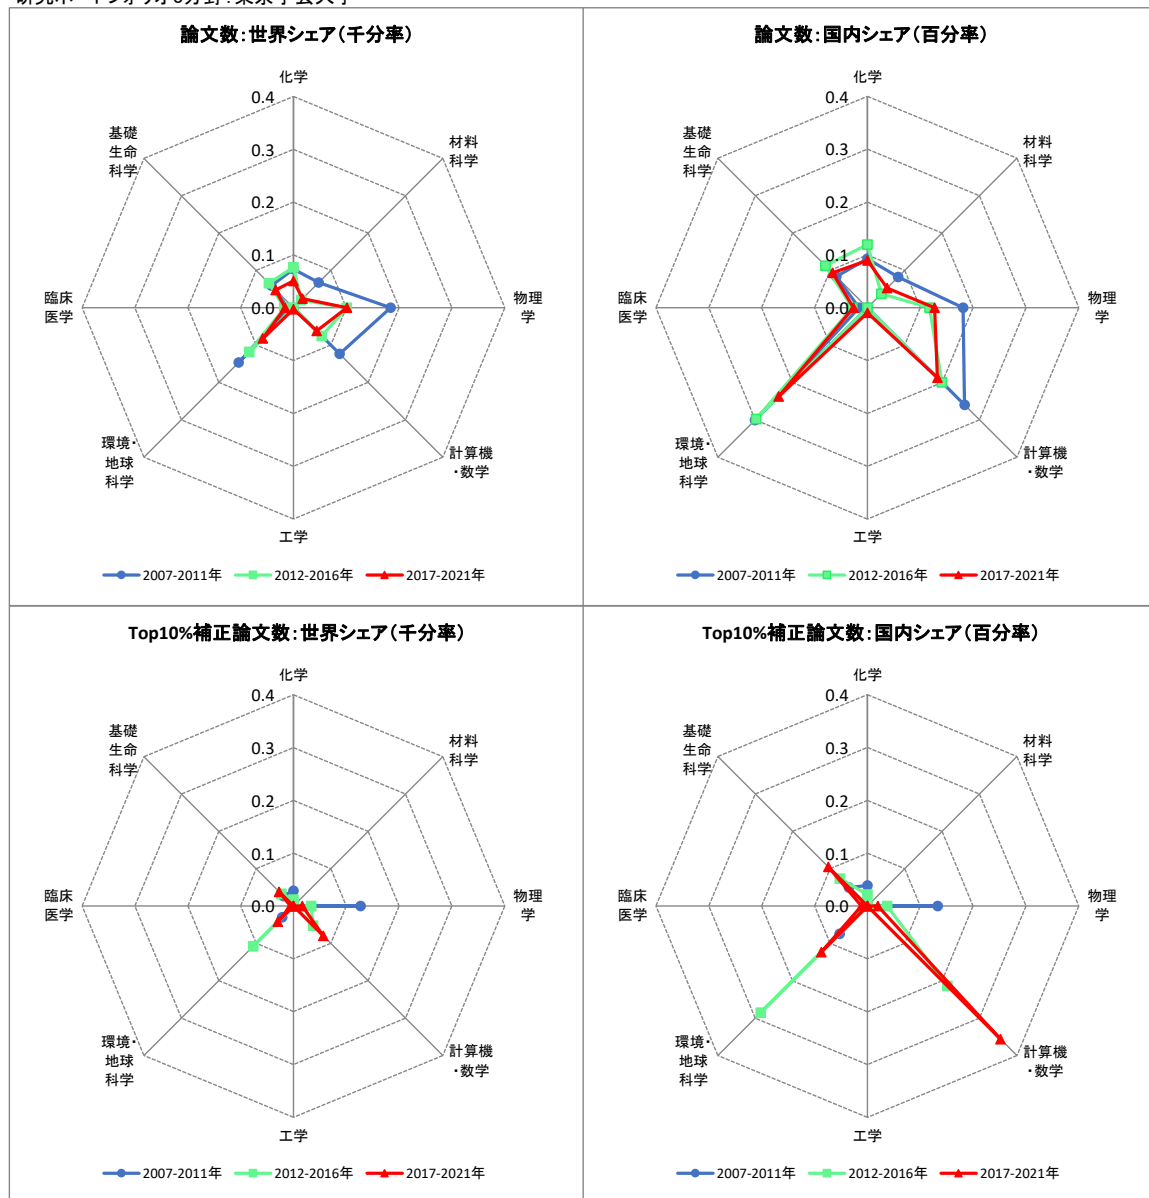 論文数:世界シェア(千分率)
化学
0.4
0.3
0.2
0.1
0.0
材料
科学
物理
学
計算機
・数学
工学
環境・
地球
科学
臨床
医学
基礎
生命
科学
2007-2011年
2012-2016年
2017-2021年
論文数:国内シェア(百分率)
化学
0.4
0.3
0.2
0.1
0.0
材料
科学
物理
学
計算機
・数学
工学
環境・
地球
科学
臨床
医学
基礎
生命
科学
2007-2011年
2012-2016年
2017-2021年
Top10%補正論文数:世界シェア(千分率)
化学
0.4
0.3
0.2
0.1
0.0
材料
科学
物理
学
計算機
・数学
工学
環境・
地球
科学
臨床
医学
基礎
生命
科学
2007-2011年
2012-2016年
2017-2021年
Top10%補正論文数:国内シェア(百分率)
化学
0.4
0.3
0.2
0.1
0.0
材料
科学
物理
学
計算機
・数学
工学
環境・
地球
科学
臨床
医学
基礎
生命
科学
2007-2011年
2012-2016年
2017-2021年